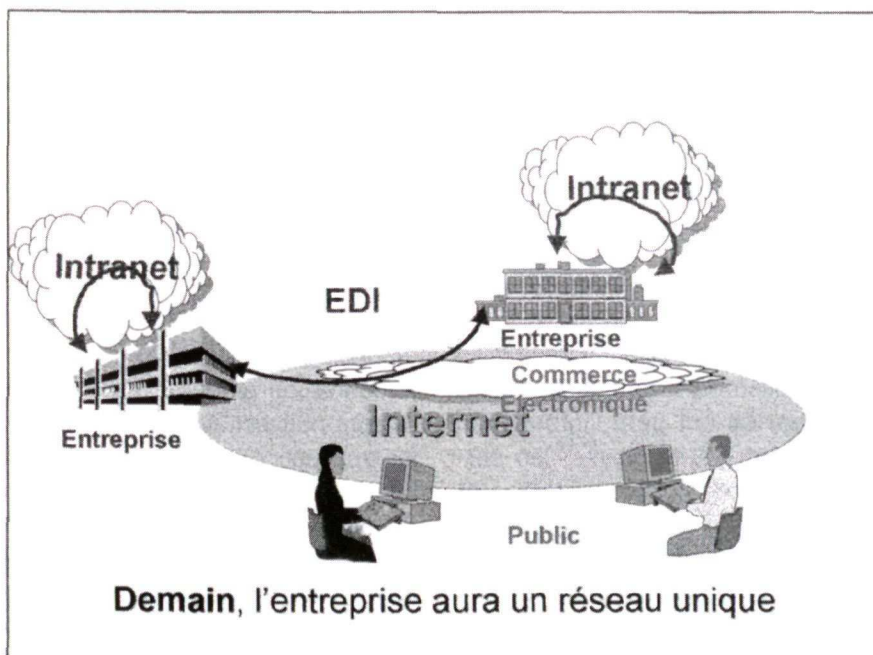 Intranet
Intranet
EDI
Entreprise
Commerce
Electronique
Internet
Entreprise
Public
Demain, l'entreprise aura un réseau unique